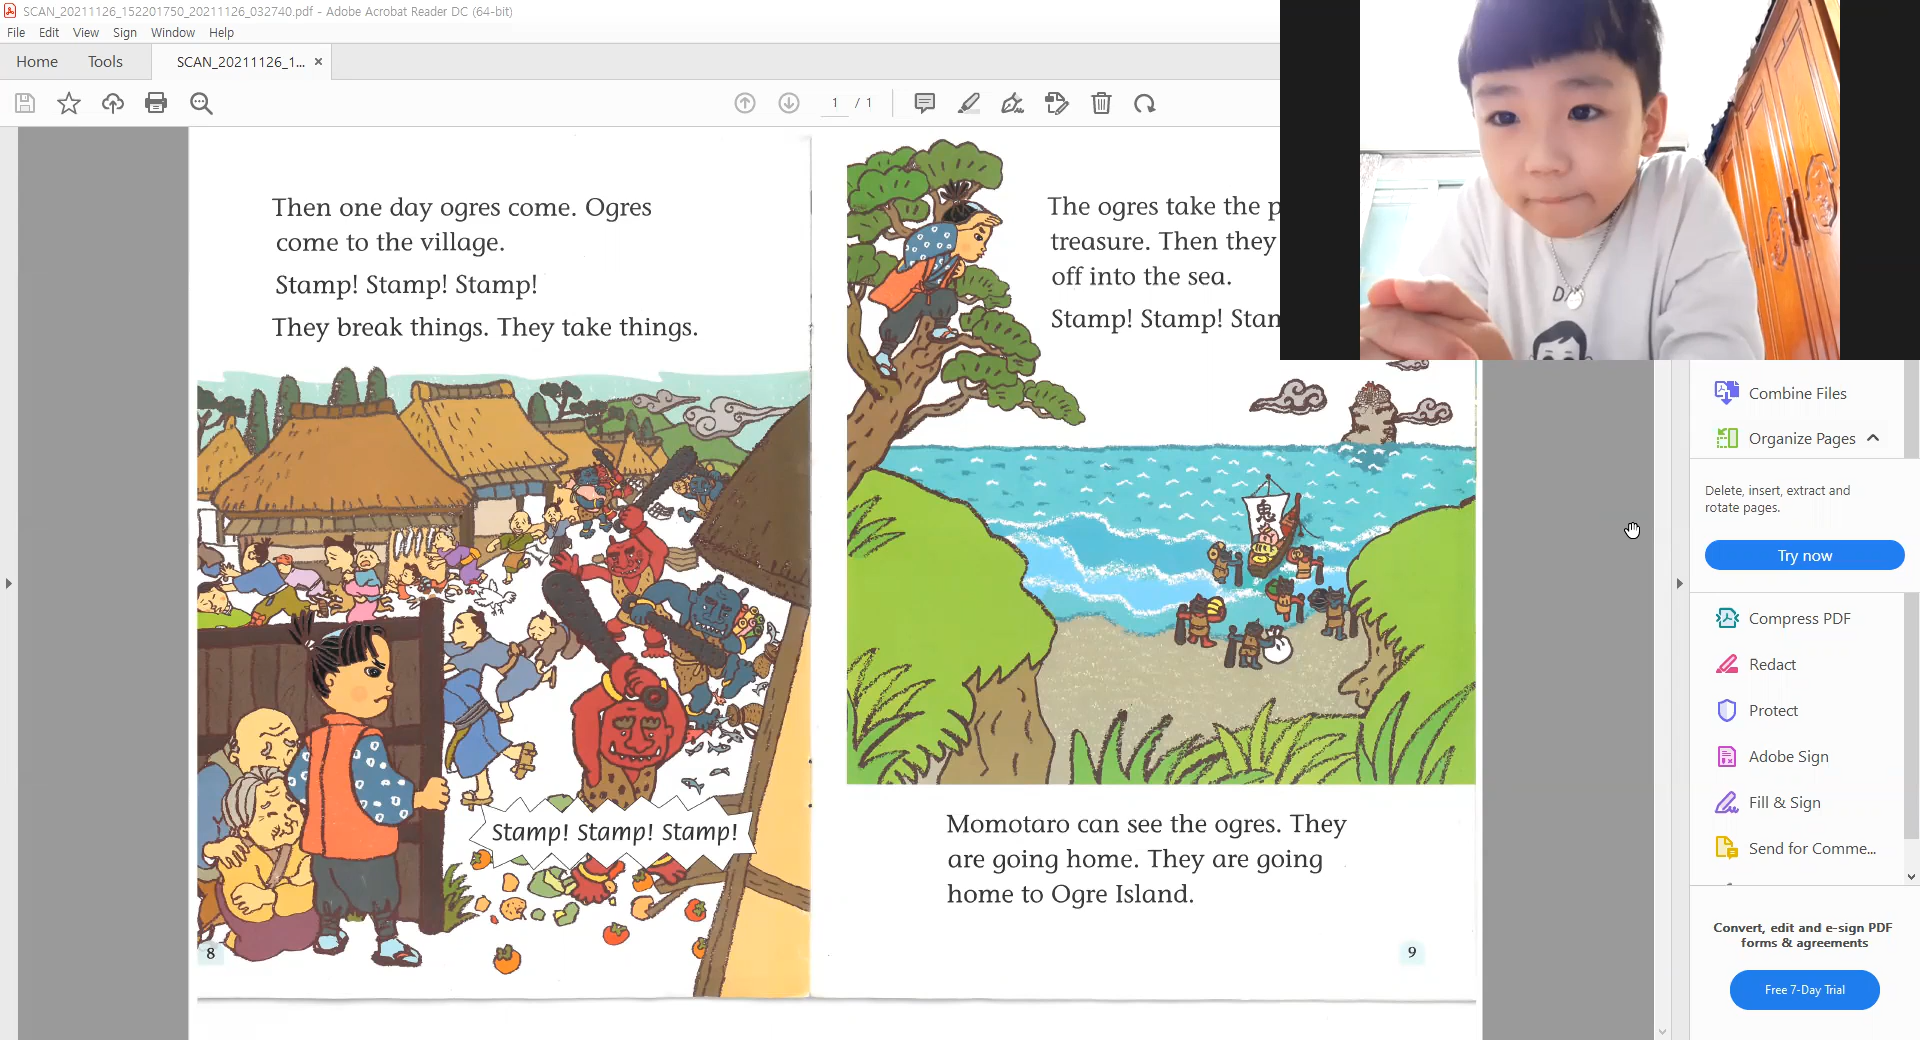 SCAN_20211126_152201750_20211126_032740.pdf - Adobe Acrobat Reader DC (64-bit)
File Edit View Sign Window Help
Home Tools SCAN_20211126_1... ×
1 / 1
Then one day ogres come. Ogres
come to the village.
Stamp! Stamp! Stamp!
They break things. They take things.
Stamp! Stamp! Stamp!
8
The ogres take the
treasure. Then they
off into the sea.
Stamp! Stamp!
鬼
Momotaro can see the ogres. They
are going home. They are going
home to Ogre Island.
9
Combine Files
Organize Pages
Delete, insert, extract and
rotate pages.
Try now
Compress PDF
Redact
Protect
Adobe Sign
Fill & Sign
Send for Comme...
Convert, edit and e-sign PDF
forms & agreements
Free 7-Day Trial